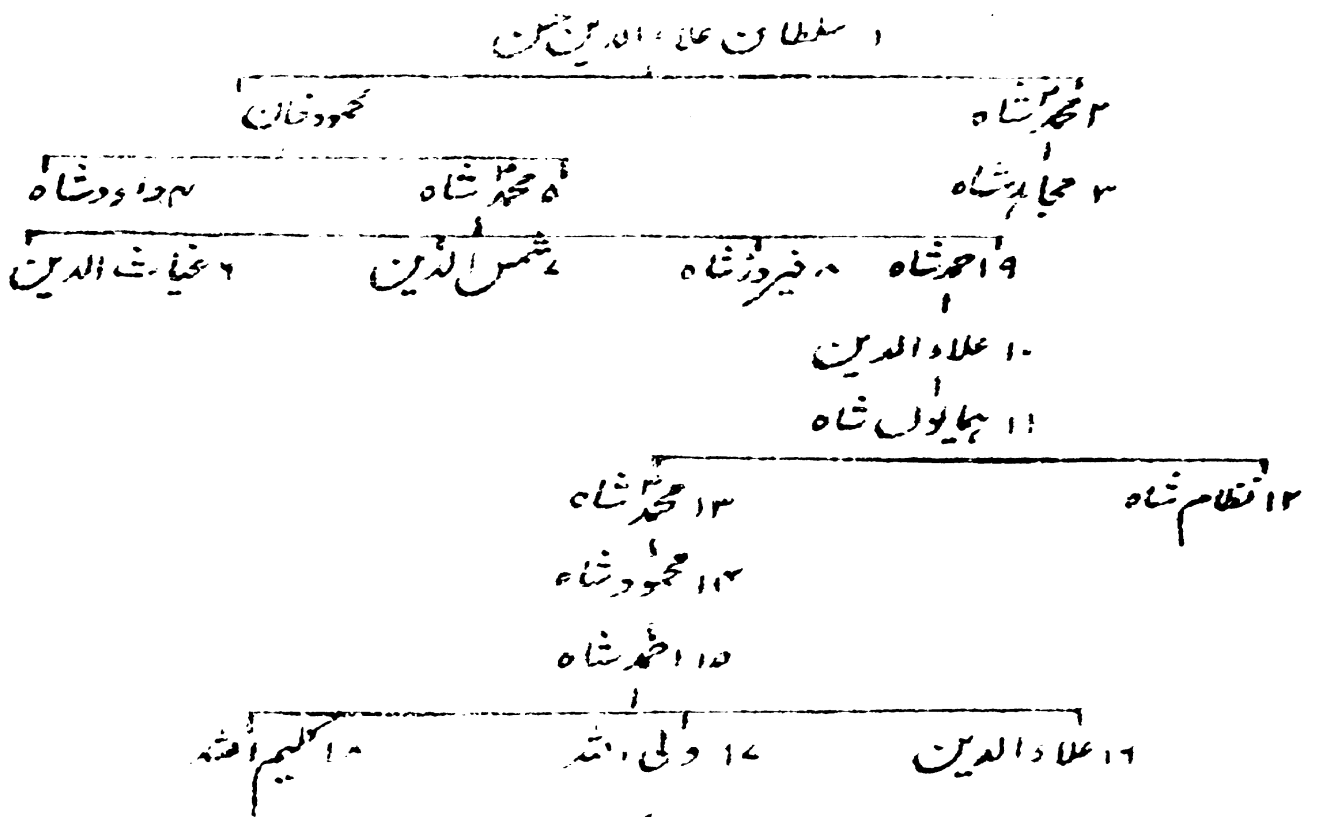 ۱ سلطان علاء الدین حسن
۲ محمد شاہ محمود خان
۳ مجاہد شاہ ۵ محمد شاہ ۴ داؤد شاہ
۹ احمد شاہ ۸ فیروز شاہ ۷ شمس الدین ۶ غیاث الدین
۱۰ علاء الدین
۱۱ ہمایوں شاہ
۱۲ نظام شاہ ۱۳ محمد شاہ
۱۴ محمود شاہ
۱۵ احمد شاہ
۱۶ علاء الدین ۱۷ ولی اللہ ۱۸ کلیم اللہ